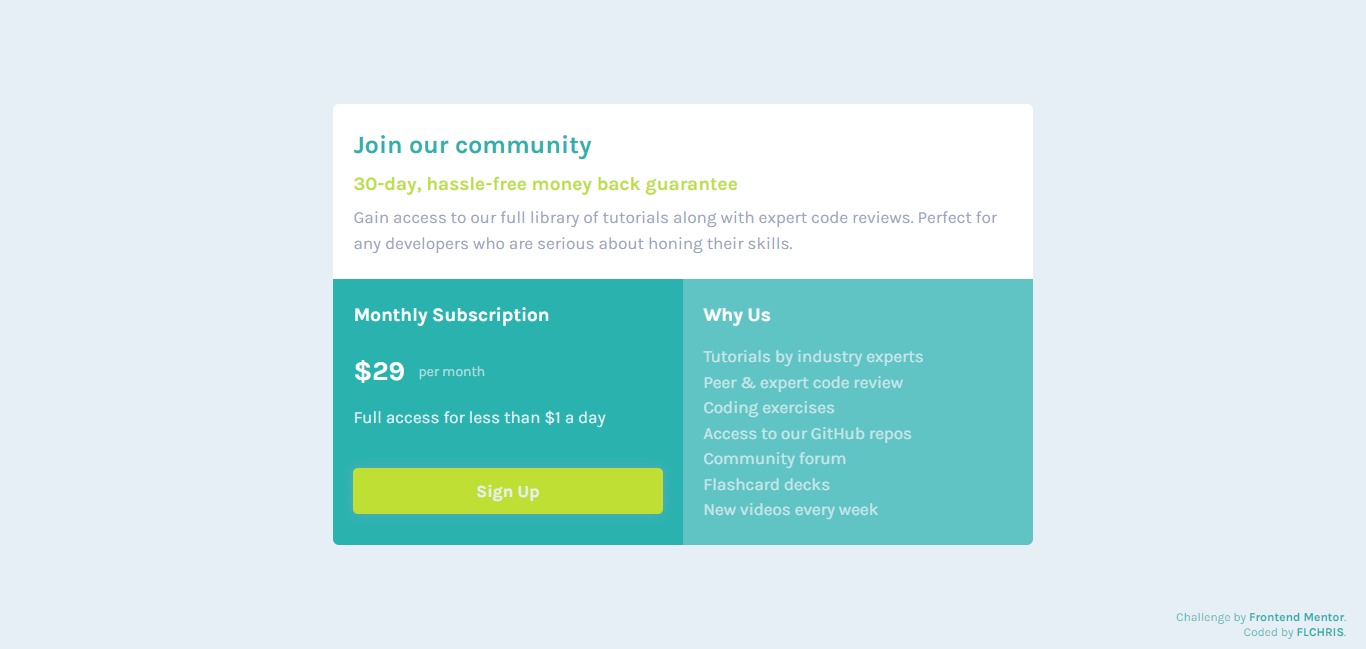 Join our community
30-day, hassle-free money back guarantee
Gain access to our full library of tutorials along with expert code reviews. Perfect for
any developers who are serious about honing their skills.
Monthly Subscription
$29 per month
Full access for less than $1 a day
Sign Up
Why Us
Tutorials by industry experts
Peer & expert code review
Coding exercises
Access to our GitHub repos
Community forum
Flashcard decks
New videos every week
Challenge by Frontend Mentor.
Coded by FLCHRIS.